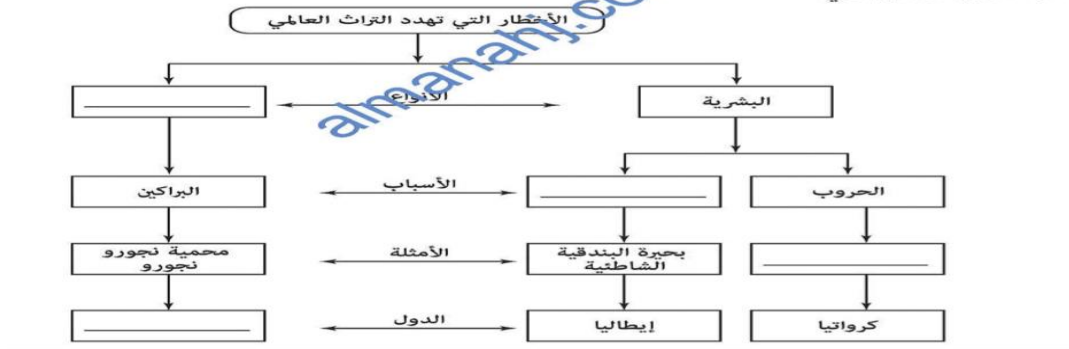 الأخطار التي تهدد التراث العالمي
البشرية
الأنواع
الحروب
الأسباب
البراكين
بحيرة البندقية
الشاطئية
الأمثلة
محمية نجورو
نجورو
كرواتيا
إيطاليا
الدول
almanahj.co